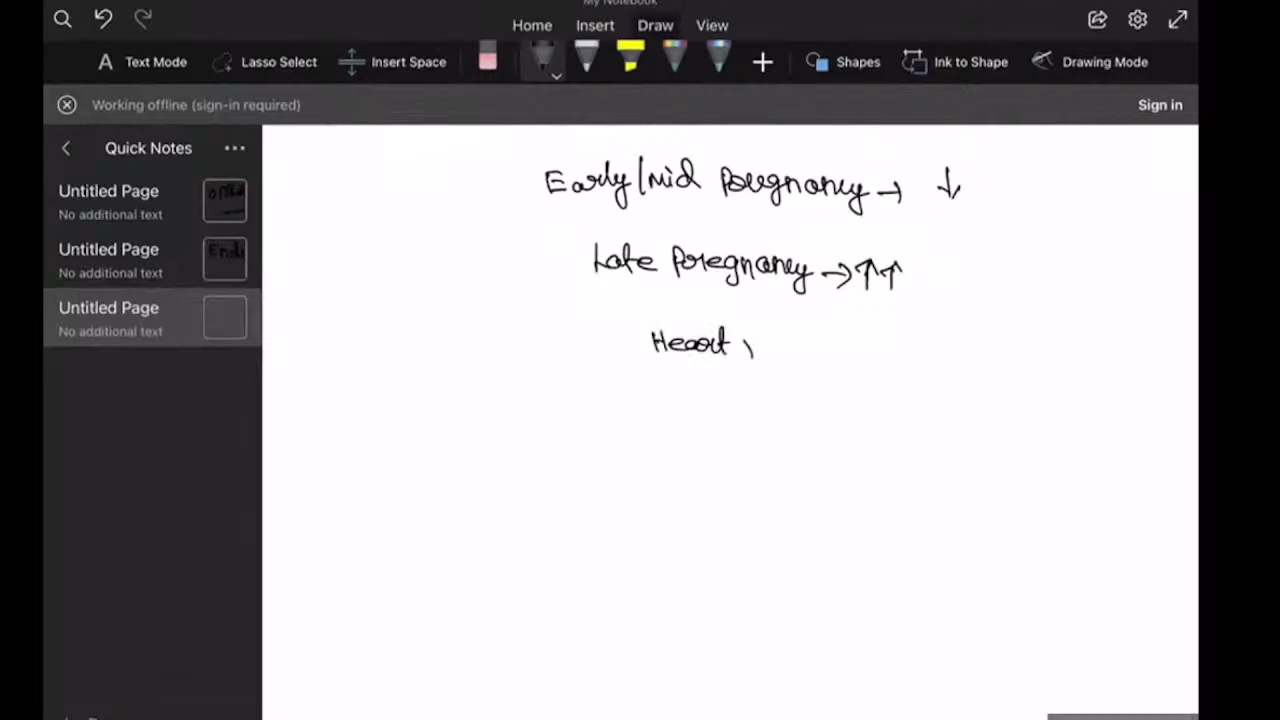 My Notebook
Home Insert Draw View
Text Mode Lasso Select Insert Space Shapes Ink to Shape Drawing Mode
Working offline (sign-in required) Sign in
Quick Notes
Untitled Page
No additional text
Untitled Page
No additional text
Untitled Page
No additional text
Early/mid Pregnancy → ↓
Late Pregnancy → ↑↑
Heart